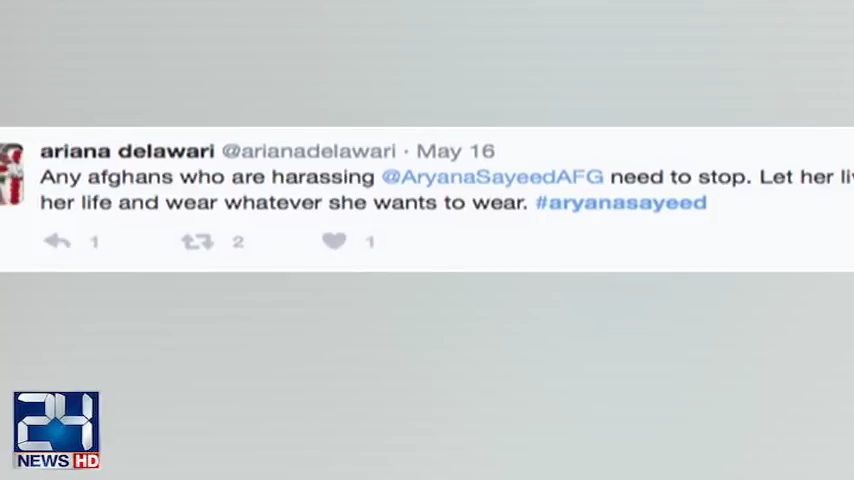 ariana delawari @arianadelawari · May 16
Any afghans who are harassing @AryanaSayeedAFG need to stop. Let her
her life and wear whatever she wants to wear. #aryanasayeed
1 2 1
24
NEWS HD